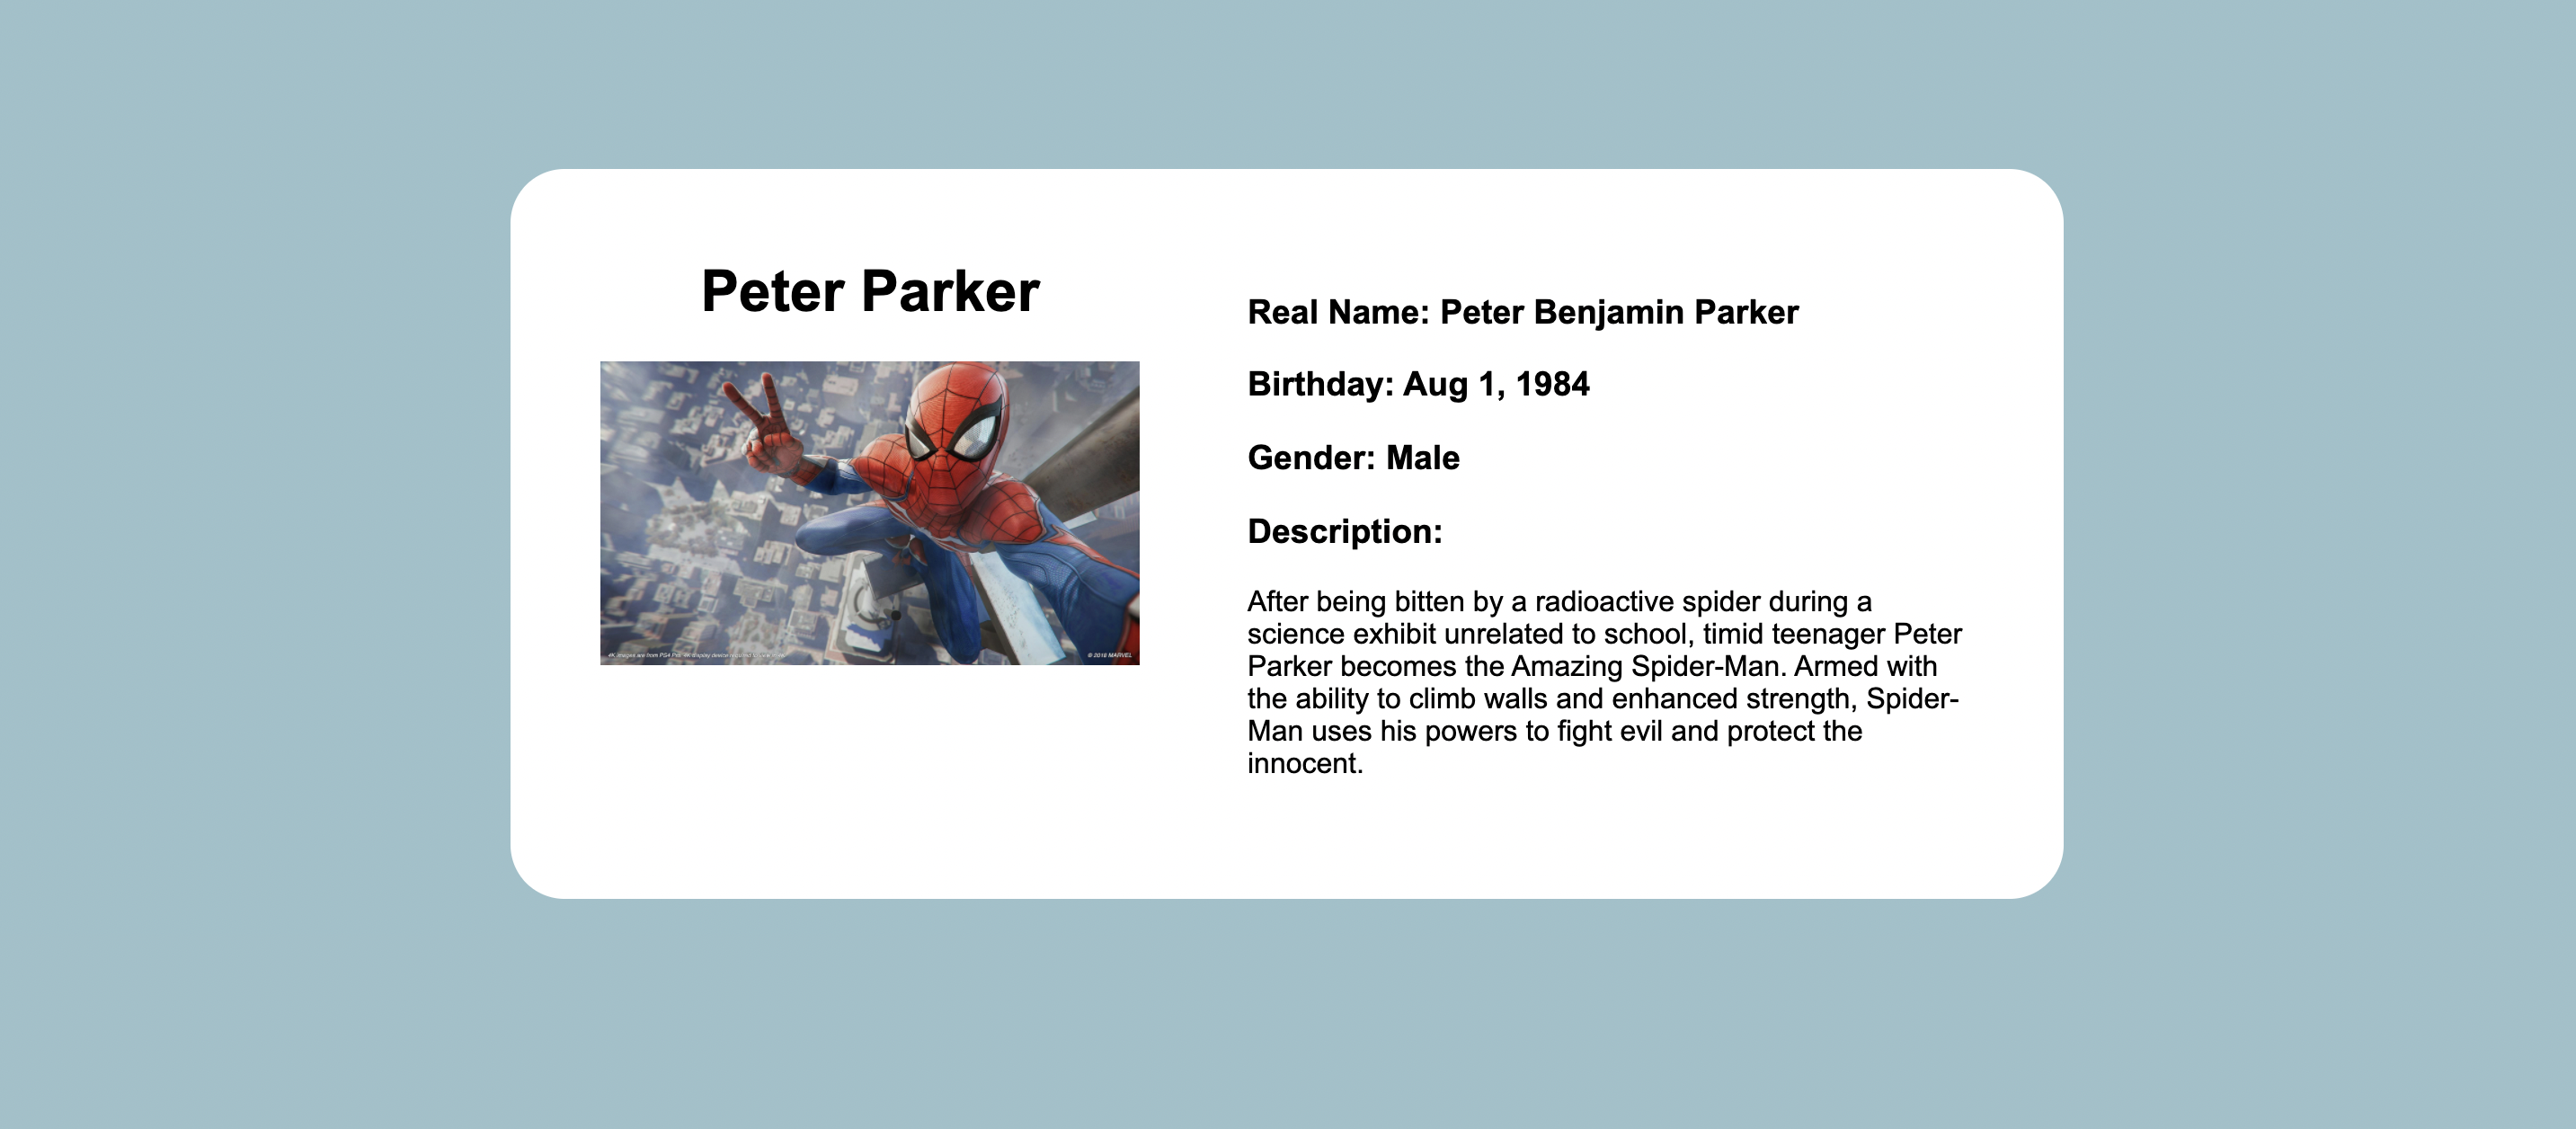 Peter Parker
4K images are from PS4 Pro. 4K display device required to view in 4K.
© 2018 MARVEL
Real Name: Peter Benjamin Parker
Birthday: Aug 1, 1984
Gender: Male
Description:
After being bitten by a radioactive spider during a
science exhibit unrelated to school, timid teenager Peter
Parker becomes the Amazing Spider-Man. Armed with
the ability to climb walls and enhanced strength, Spider-
Man uses his powers to fight evil and protect the
innocent.